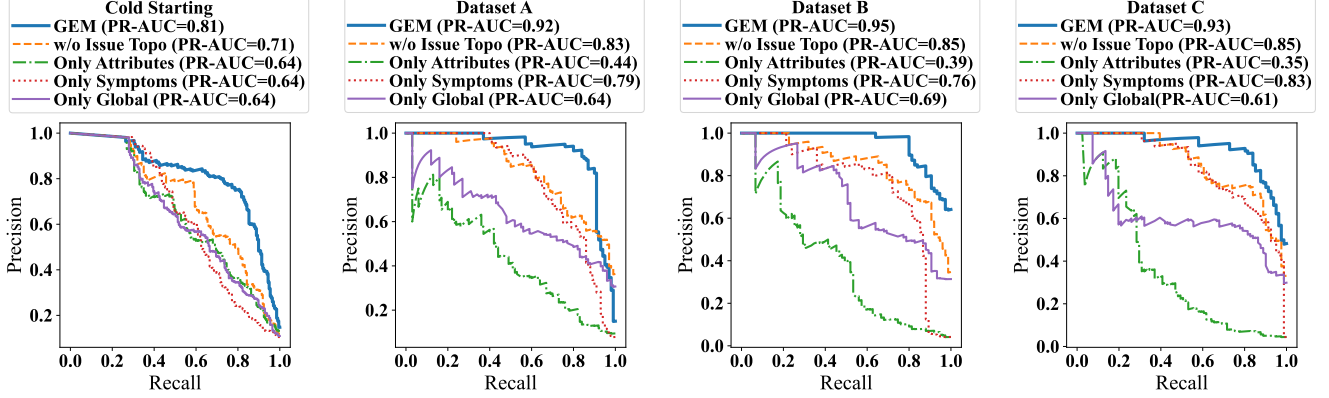 Cold Starting
GEM (PR-AUC=0.81)
w/o Issue Topo (PR-AUC=0.71)
Only Attributes (PR-AUC=0.64)
Only Symptoms (PR-AUC=0.64)
Only Global (PR-AUC=0.64)
1.0
0.8
0.6
0.4
0.2
Precision
0.0 0.2 0.4 0.6 0.8 1.0
Recall
Dataset A
GEM (PR-AUC=0.92)
w/o Issue Topo (PR-AUC=0.83)
Only Attributes (PR-AUC=0.44)
Only Symptoms (PR-AUC=0.79)
Only Global (PR-AUC=0.64)
1.0
0.8
0.6
0.4
0.2
Precision
0.0 0.2 0.4 0.6 0.8 1.0
Recall
Dataset B
GEM (PR-AUC=0.95)
w/o Issue Topo (PR-AUC=0.85)
Only Attributes (PR-AUC=0.39)
Only Symptoms (PR-AUC=0.76)
Only Global (PR-AUC=0.69)
1.0
0.8
0.6
0.4
0.2
0.0
Precision
0.0 0.2 0.4 0.6 0.8 1.0
Recall
Dataset C
GEM (PR-AUC=0.93)
w/o Issue Topo (PR-AUC=0.85)
Only Attributes (PR-AUC=0.35)
Only Symptoms (PR-AUC=0.83)
Only Global(PR-AUC=0.61)
1.0
0.8
0.6
0.4
0.2
0.0
Precision
0.0 0.2 0.4 0.6 0.8 1.0
Recall